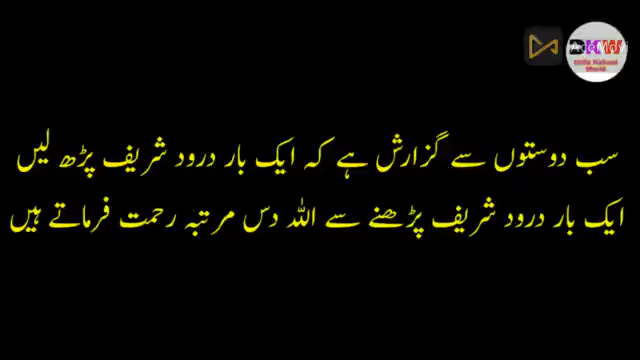 سب دوستوں سے گزارش ہے کہ ایک بار درود شریف پڑھ لیں
ایک بار درود شریف پڑھنے سے اللہ دس مرتبہ رحمت فرماتے ہیں